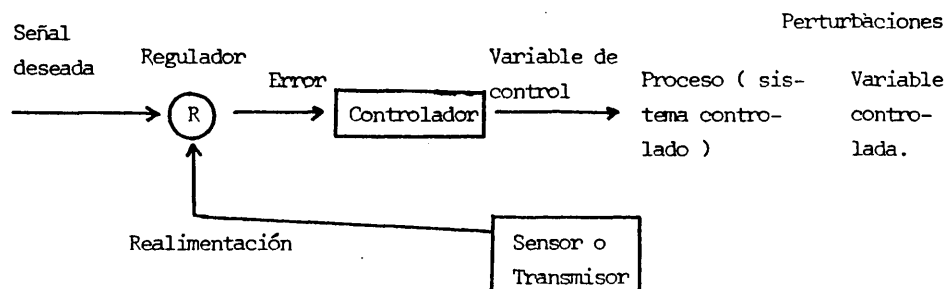 Perturbaciones
Señal
deseada
Regulador
Error
Variable de
control
Proceso ( sis-
tema contro-
lado )
Variable
contro-
lada.
R
Controlador
Realimentación
Sensor o
Transmisor